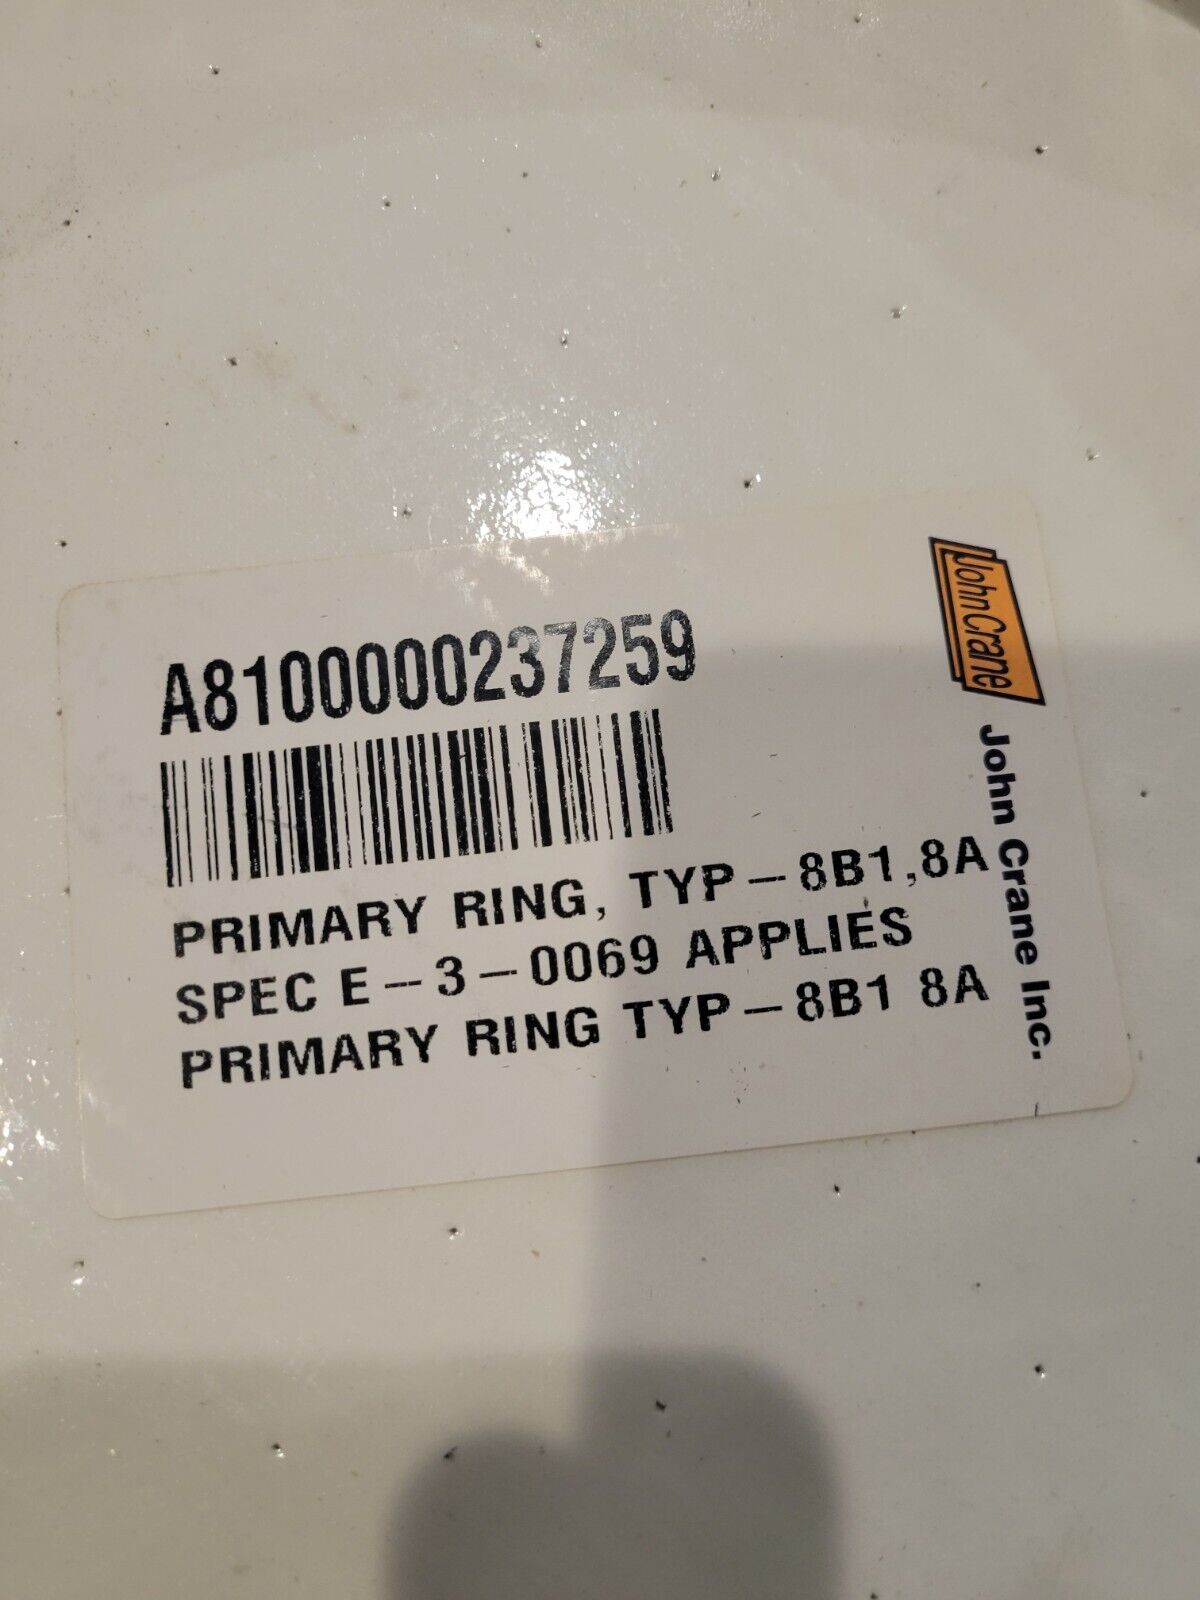 A8100000237259
PRIMARY RING, TYP-8B1,8A
SPEC E-3-0069 APPLIES
PRIMARY RING TYP-8B1 8A
John Crane
John Crane Inc.